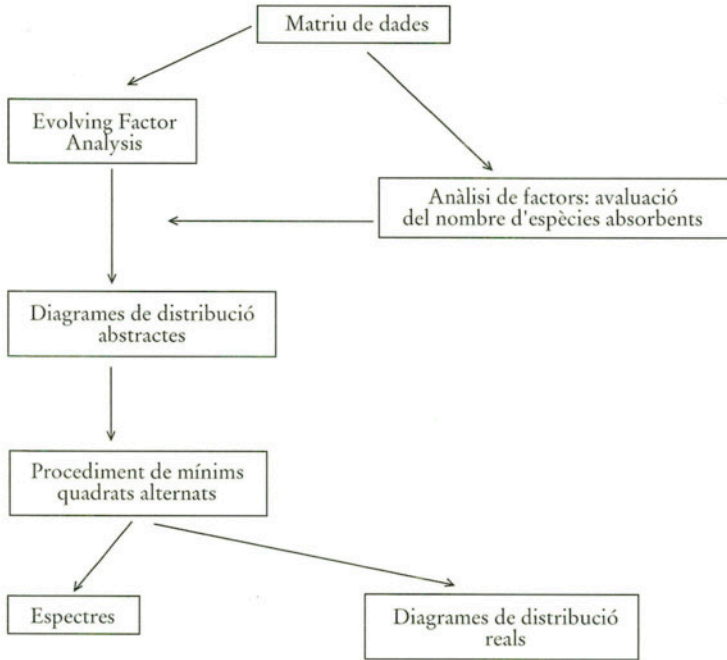 Matriu de dades
Evolving Factor
Analysis
Anàlisi de factors: avaluació
del nombre d'espècies absorbents
Diagrames de distribució
abstractes
Procediment de mínims
quadrats alternats
Espectres
Diagrames de distribució
reals